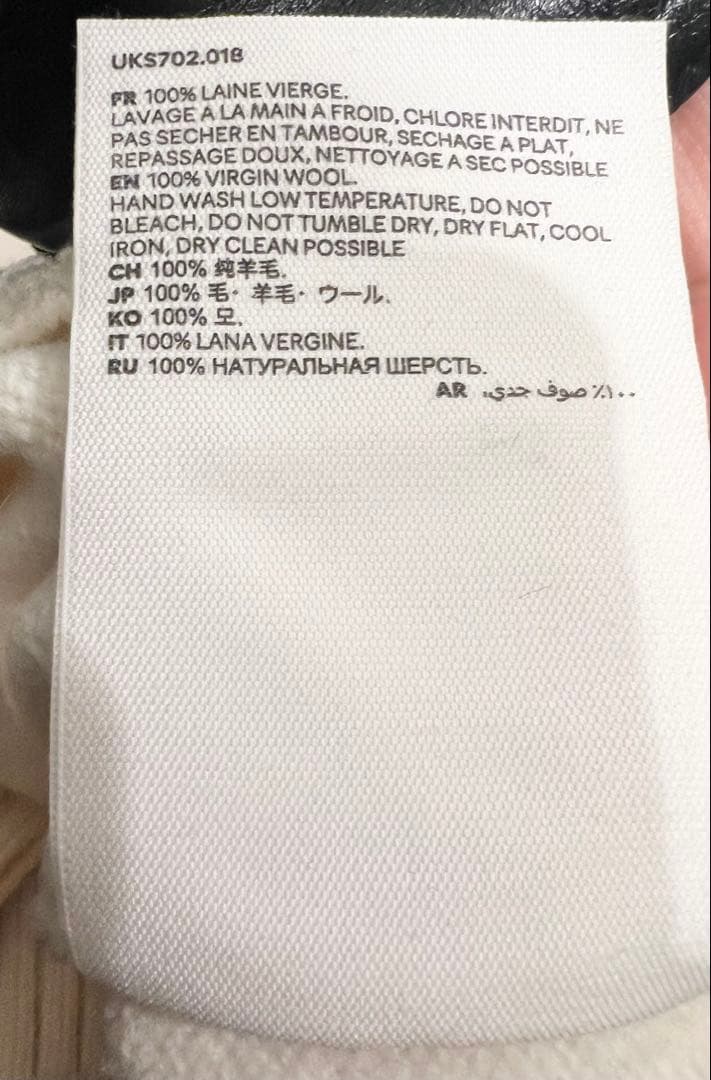 UKS702.018
FR 100% LAINE VIERGE.
LAVAGE A LA MAIN A FROID, CHLORE INTERDIT, NE
PAS SECHER EN TAMBOUR, SECHAGE A PLAT,
REPASSAGE DOUX, NETTOYAGE A SEC POSSIBLE
EN 100% VIRGIN WOOL.
HAND WASH LOW TEMPERATURE, DO NOT
BLEACH, DO NOT TUMBLE DRY, DRY FLAT, COOL
IRON, DRY CLEAN POSSIBLE
CH 100% 纯羊毛.
JP 100% 毛・羊毛・ウール.
KO 100% 모.
IT 100% LANA VERGINE.
RU 100% НАТУРАЛЬНАЯ ШЕРСТЬ.
AR ١٠٠٪ صوف جدي.